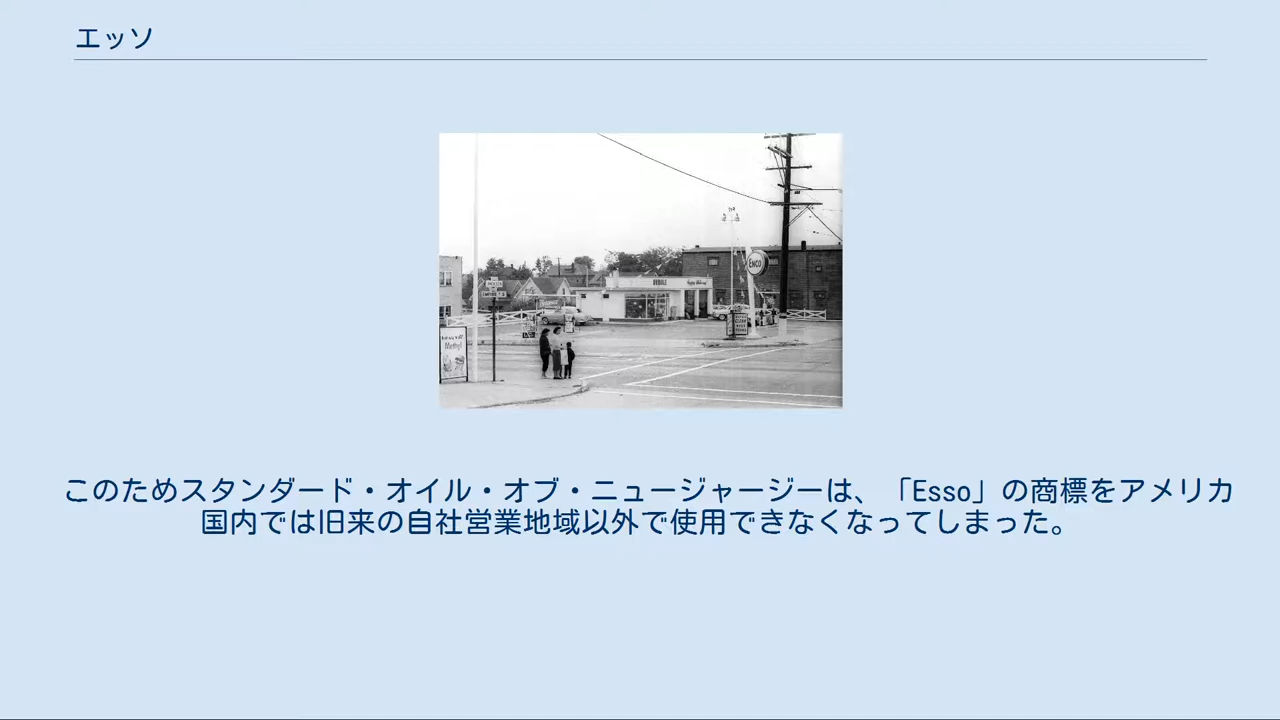 エッソ
ENCO
このためスタンダード・オイル・オブ・ニュージャージーは、「Esso」の商標をアメリカ
国内では旧来の自社営業地域以外で使用できなくなってしまった。